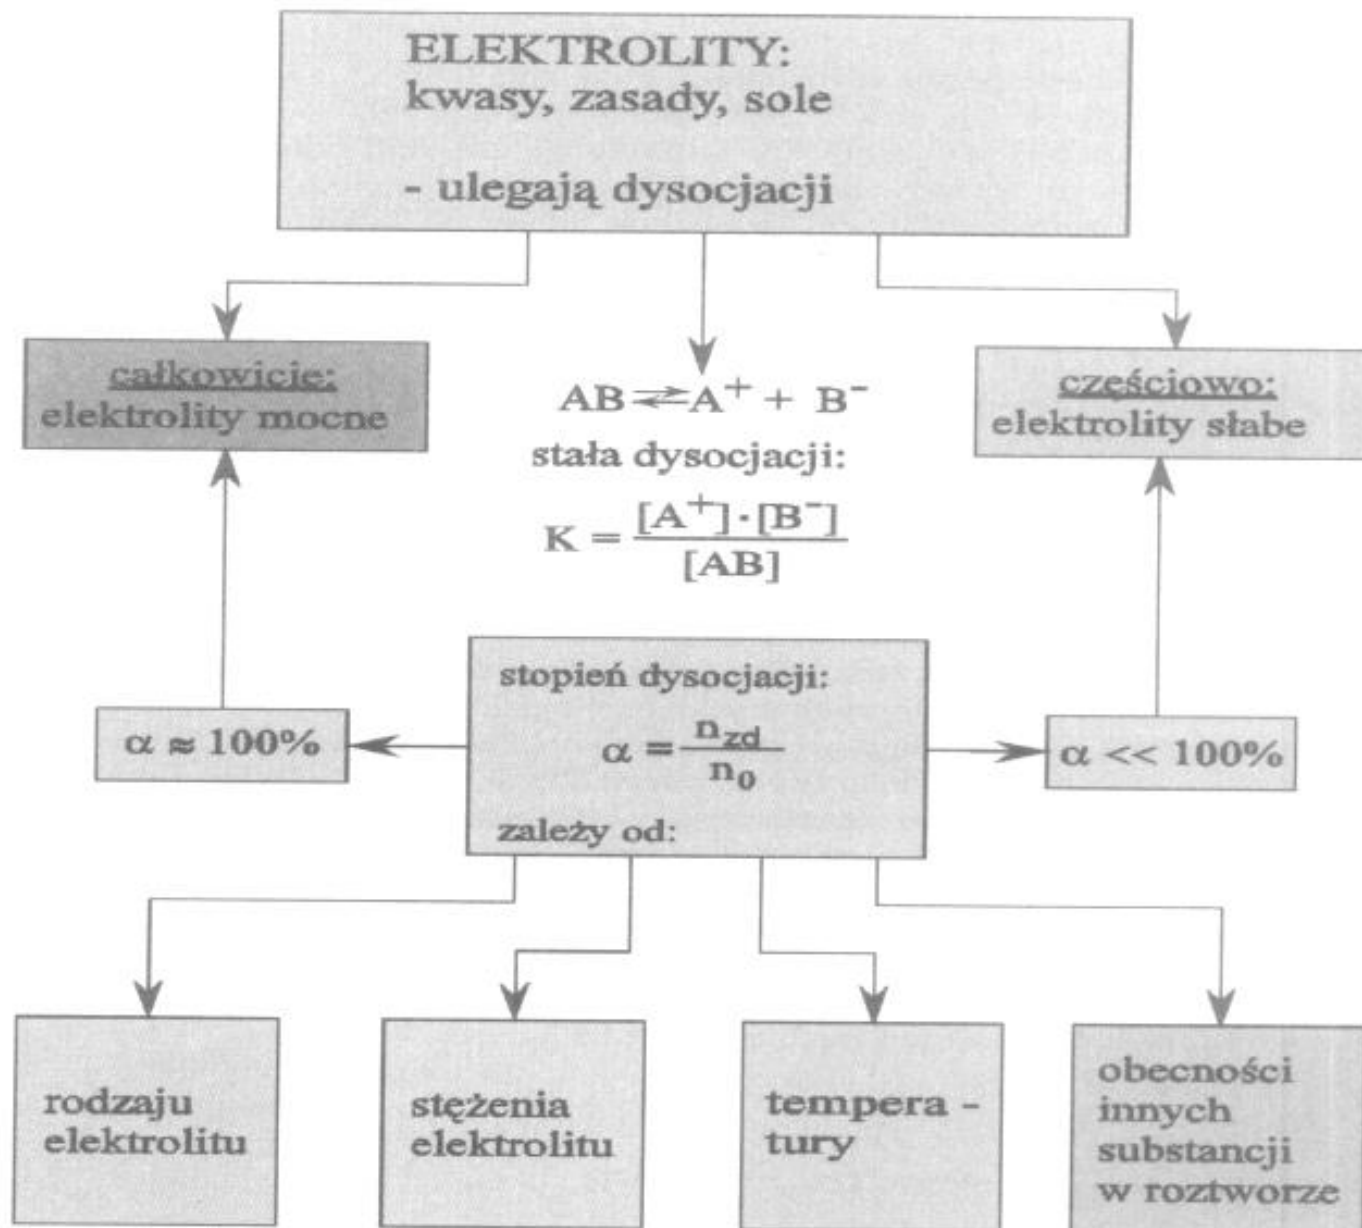 ELEKTROLITY:
kwasy, zasady, sole
- ulegają dysocjacji
całkowicie:
elektrolity mocne
AB ⇌ A⁺ + B⁻
stała dysocjacji:
K = [A⁺]·[B⁻] / [AB]
częściowo:
elektrolity słabe
stopień dysocjacji:
α = n_zd / n_0
zależy od:
α ≈ 100%
α << 100%
rodzaju
elektrolitu
stężenia
elektrolitu
tempera -
tury
obecności
innych
substancji
w roztworze